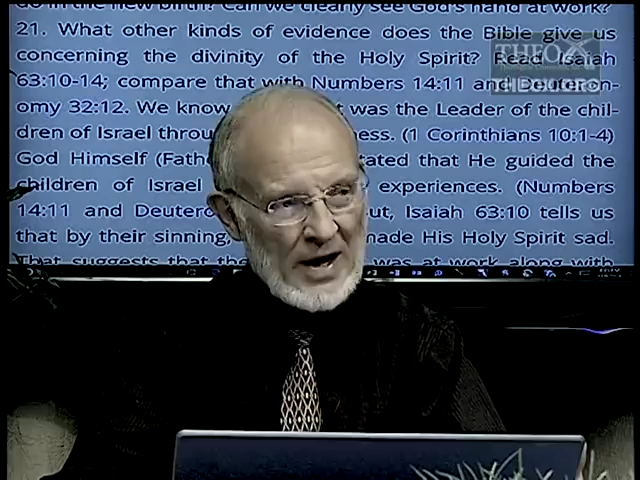 do in the new birth? Can we clearly see God's hand at work?
21. What other kinds of evidence does the Bible give us
THEOX
concerning the divinity of the Holy Spirit? Read Isaiah
63:10-14; compare that with Numbers 14:11 and Deuteron-
omy 32:12. We know t was the Leader of the chil-
dren of Israel throu ness. (1 Corinthians 10:1-4)
God Himself (Fath tated that He guided the
children of Israel experiences. (Numbers
14:11 and Deutero ut, Isaiah 63:10 tells us
that by their sinning, made His Holy Spirit sad.
That suggests that the was at work along with